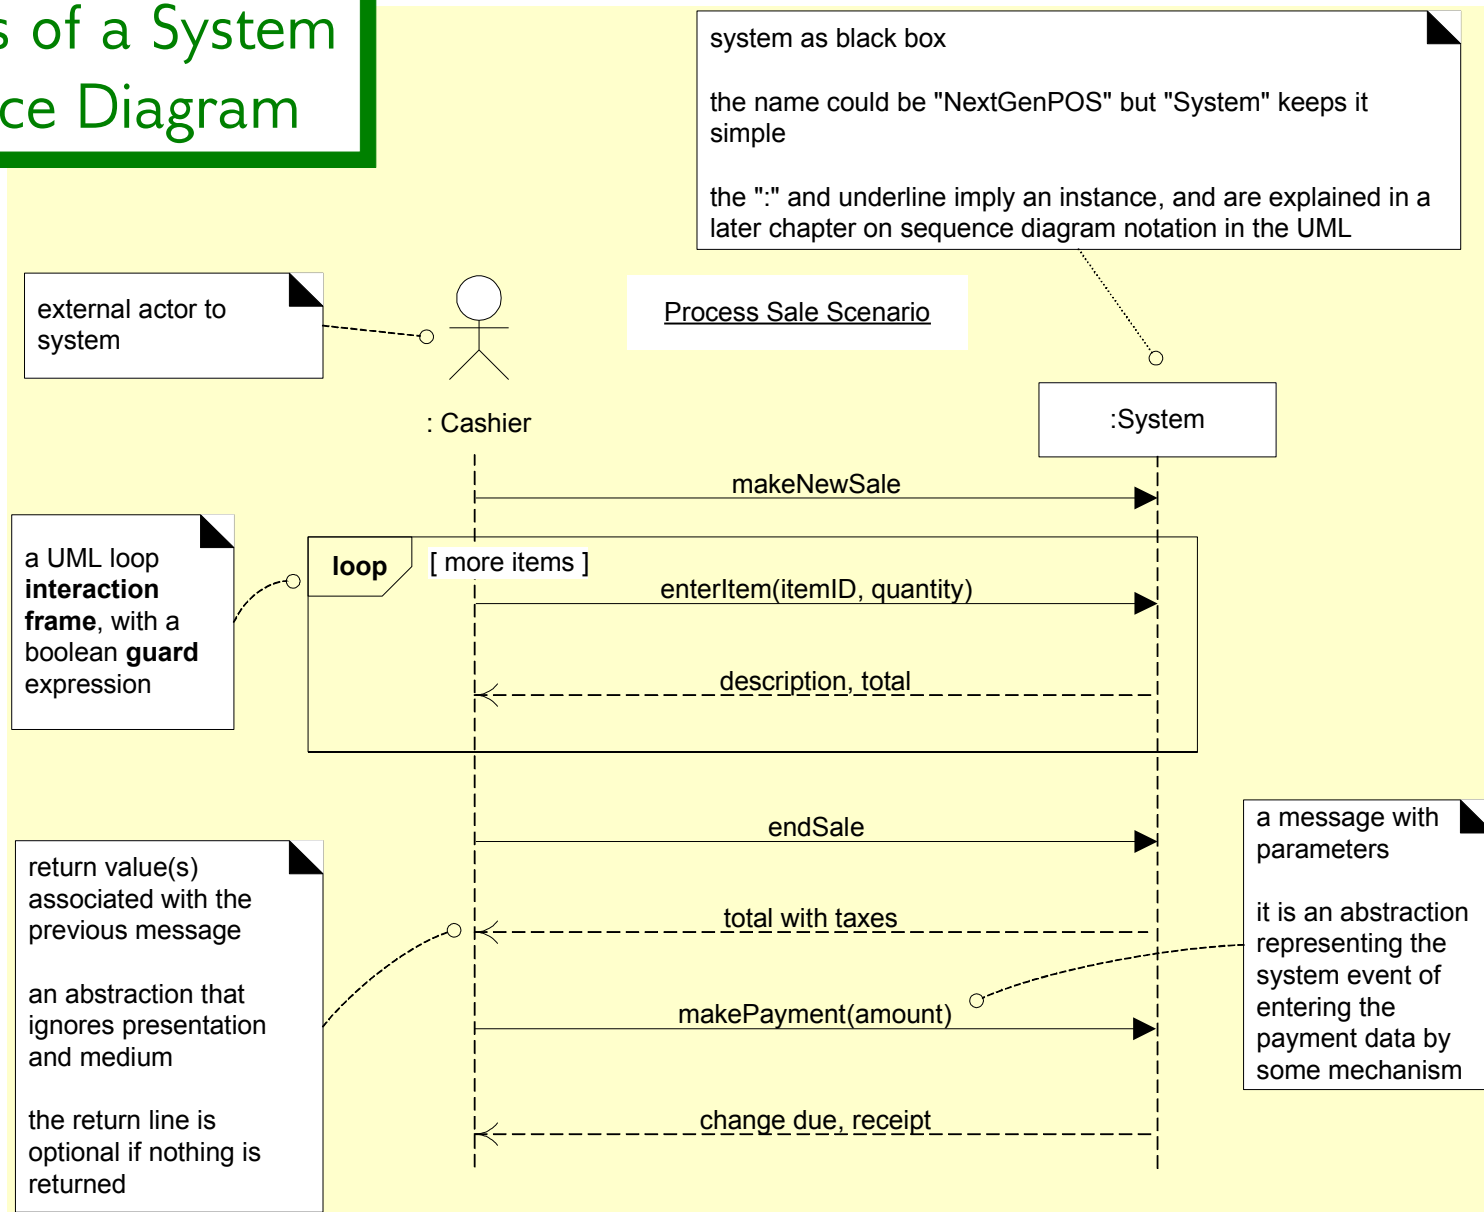 s of a System
ce Diagram
system as black box
the name could be "NextGenPOS" but "System" keeps it
simple
the ":" and underline imply an instance, and are explained in a
later chapter on sequence diagram notation in the UML
external actor to
system
Process Sale Scenario
: Cashier
:System
makeNewSale
a UML loop
interaction
frame, with a
boolean guard
expression
loop
[ more items ]
enterItem(itemID, quantity)
description, total
endSale
a message with
parameters
it is an abstraction
representing the
system event of
entering the
payment data by
some mechanism
return value(s)
associated with the
previous message
an abstraction that
ignores presentation
and medium
the return line is
optional if nothing is
returned
total with taxes
makePayment(amount)
change due, receipt